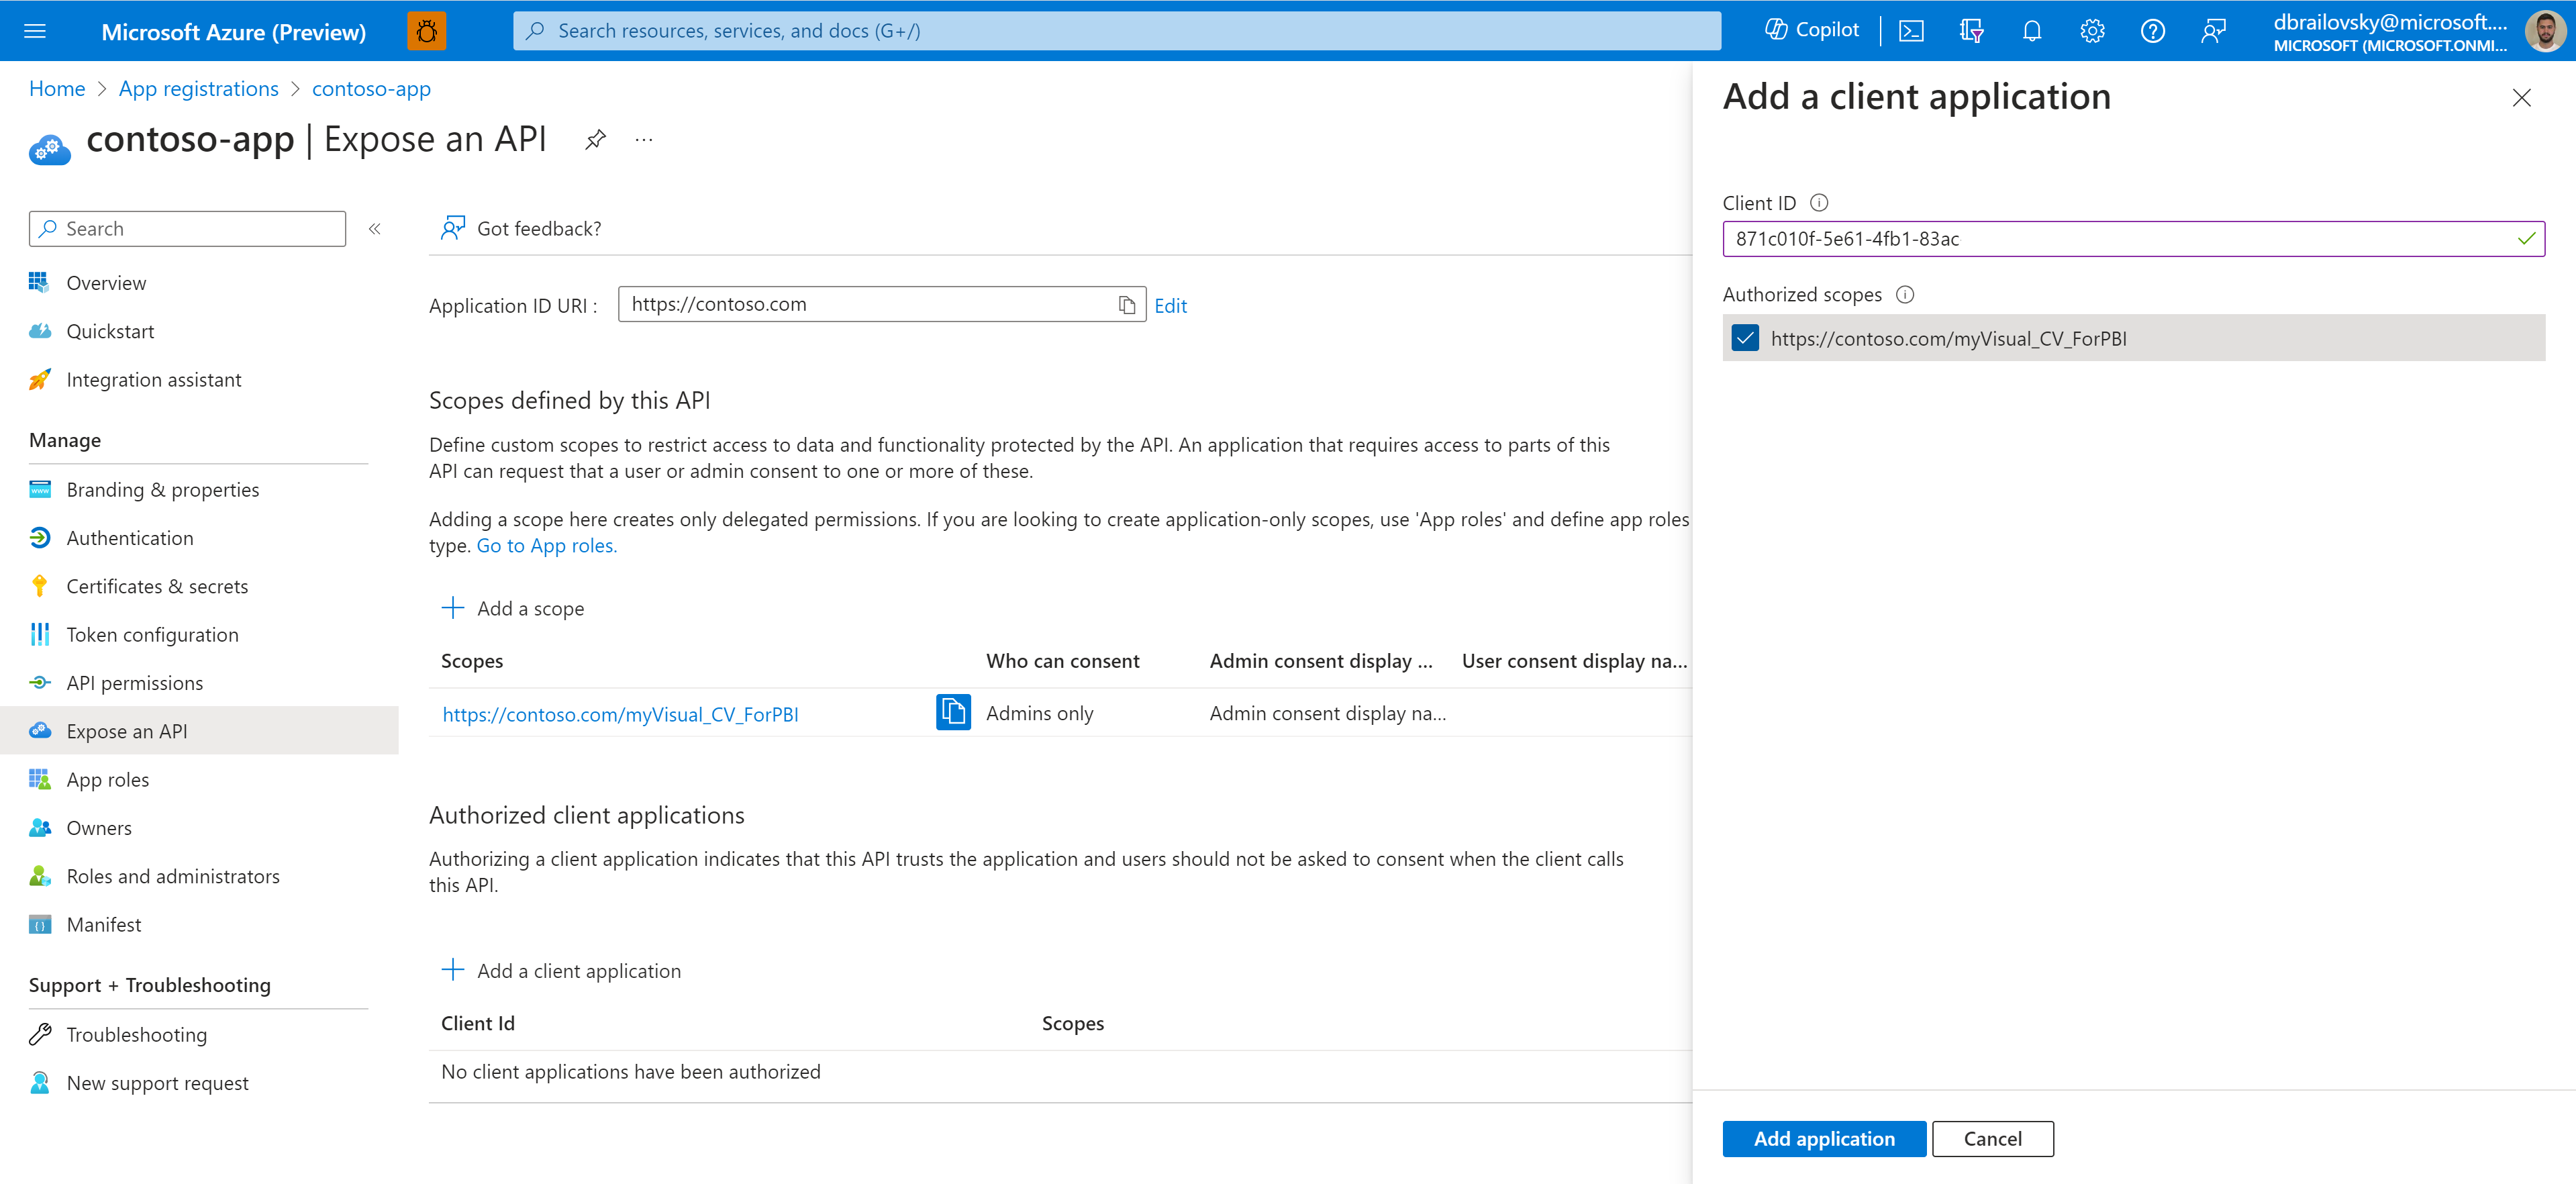 Microsoft Azure (Preview)
Search resources, services, and docs (G+/)
Copilot
dbrailovsky@microsoft....
MICROSOFT (MICROSOFT.ONMI...
Home > App registrations > contoso-app
contoso-app | Expose an API
...
Search
«
Overview
Quickstart
Integration assistant
Manage
Branding & properties
Authentication
Certificates & secrets
Token configuration
API permissions
Expose an API
App roles
Owners
Roles and administrators
Manifest
Support + Troubleshooting
Troubleshooting
New support request
Got feedback?
Application ID URI : https://contoso.com Edit
Scopes defined by this API
Define custom scopes to restrict access to data and functionality protected by the API. An application that requires access to parts of this
API can request that a user or admin consent to one or more of these.
Adding a scope here creates only delegated permissions. If you are looking to create application-only scopes, use 'App roles' and define app roles
type. Go to App roles.
Add a scope
Scopes Who can consent Admin consent display ... User consent display na...
https://contoso.com/myVisual_CV_ForPBI Admins only Admin consent display na...
Authorized client applications
Authorizing a client application indicates that this API trusts the application and users should not be asked to consent when the client calls
this API.
Add a client application
Client Id Scopes
No client applications have been authorized
Add a client application
Client ID
871c010f-5e61-4fb1-83ac
Authorized scopes
https://contoso.com/myVisual_CV_ForPBI
Add application Cancel